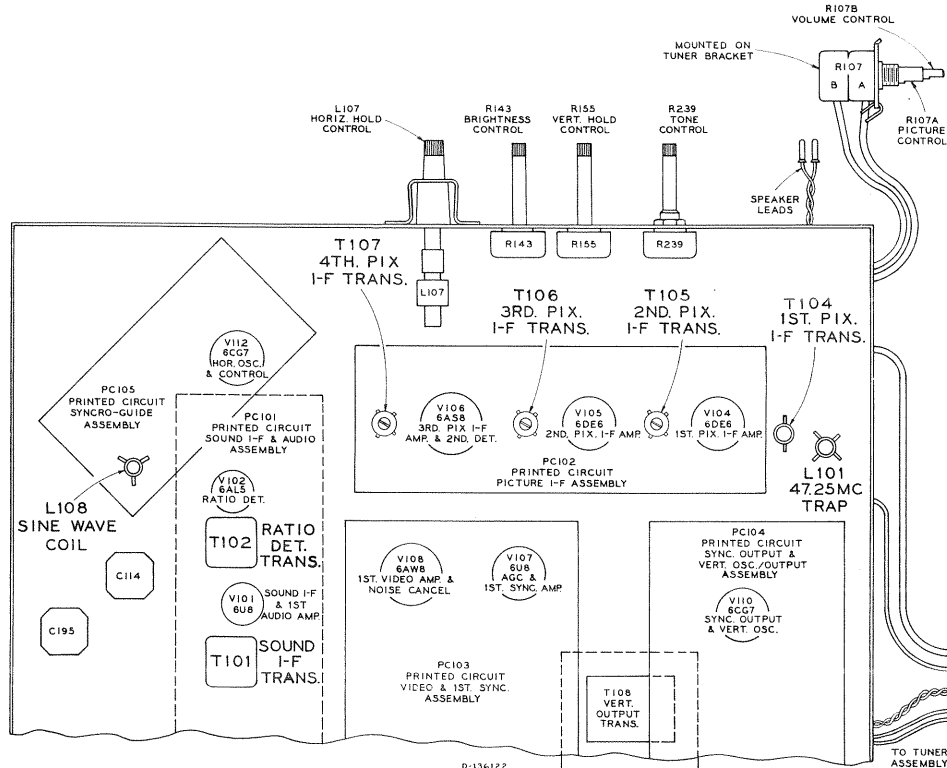 R107B
VOLUME CONTROL
MOUNTED ON
TUNER BRACKET
R107
B A
R107A
PICTURE
CONTROL
L107
HORIZ. HOLD
CONTROL
R143
BRIGHTNESS
CONTROL
R155
VERT. HOLD
CONTROL
R239
TONE
CONTROL
SPEAKER
LEADS
R143
R155
R239
T107
4TH. PIX
I-F TRANS.
L107
T106
3RD. PIX.
I-F TRANS.
T105
2ND. PIX.
I-F TRANS.
T104
1ST. PIX.
I-F TRANS.
V112
6CG7
HOR. OSC.
& CONTROL
PC105
PRINTED CIRCUIT
SYNCRO-GUIDE
ASSEMBLY
PC101
PRINTED CIRCUIT
SOUND I-F & AUDIO
ASSEMBLY
V106
6AS8
3RD. PIX I-F
AMP. & 2ND. DET.
V105
6DE6
2ND. PIX. I-F AMP.
V104
6DE6
1ST. PIX. I-F AMP.
PC102
PRINTED CIRCUIT
PICTURE I-F ASSEMBLY
L101
47.25MC
TRAP
L108
SINE WAVE
COIL
V102
6AL5
RATIO DET.
T102
RATIO
DET.
TRANS.
C114
C195
V101
6U8
SOUND I-F
& 1ST
AUDIO AMP.
T101
SOUND
I-F
TRANS.
V108
6AW8
1ST. VIDEO AMP. &
NOISE CANCEL
V107
6U8
AGC &
1ST. SYNC. AMP.
PC104
PRINTED CIRCUIT
SYNC. OUTPUT &
VERT. OSC./OUTPUT
ASSEMBLY
V110
6CG7
SYNC. OUTPUT
& VERT. OSC.
PC103
PRINTED CIRCUIT
VIDEO & 1ST. SYNC.
ASSEMBLY
T108
VERT.
OUTPUT
TRANS.
TO TUNER
ASSEMBLY
D-136122